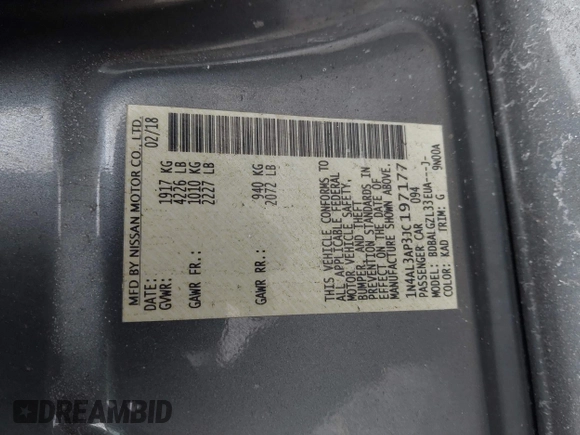 MFD BY NISSAN MOTOR CO., LTD.
DATE: 02/18
GVWR: 1917 KG
4226 LB
GAWR FR.: 1010 KG
2227 LB
GAWR RR.: 940 KG
2072 LB
THIS VEHICLE CONFORMS TO
ALL APPLICABLE FEDERAL
MOTOR VEHICLE SAFETY,
BUMPER, AND THEFT
PREVENTION STANDARDS IN
EFFECT ON THE DATE OF
MANUFACTURE SHOWN ABOVE.
1N4AL3AP3JC197177
PASSENGER CAR 094
MODEL: BDBALGZL33EUA---J-
COLOR: KAD TRIM: G 9N00A
DREAMBID